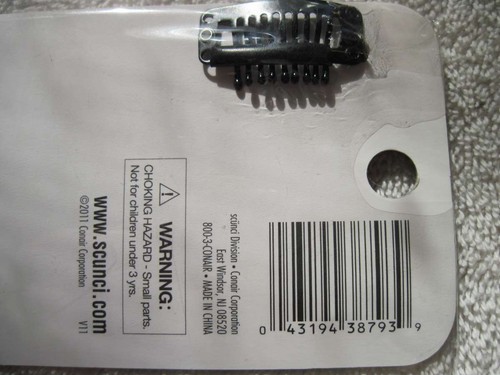 ⚠ WARNING:
CHOKING HAZARD - Small parts.
Not for children under 3 yrs.
www.scunci.com
©2011 Conair Corporation V11
scünci Division • Conair Corporation
East Windsor, NJ 08520
800-3-CONAIR • MADE IN CHINA
0 43194 38793 9